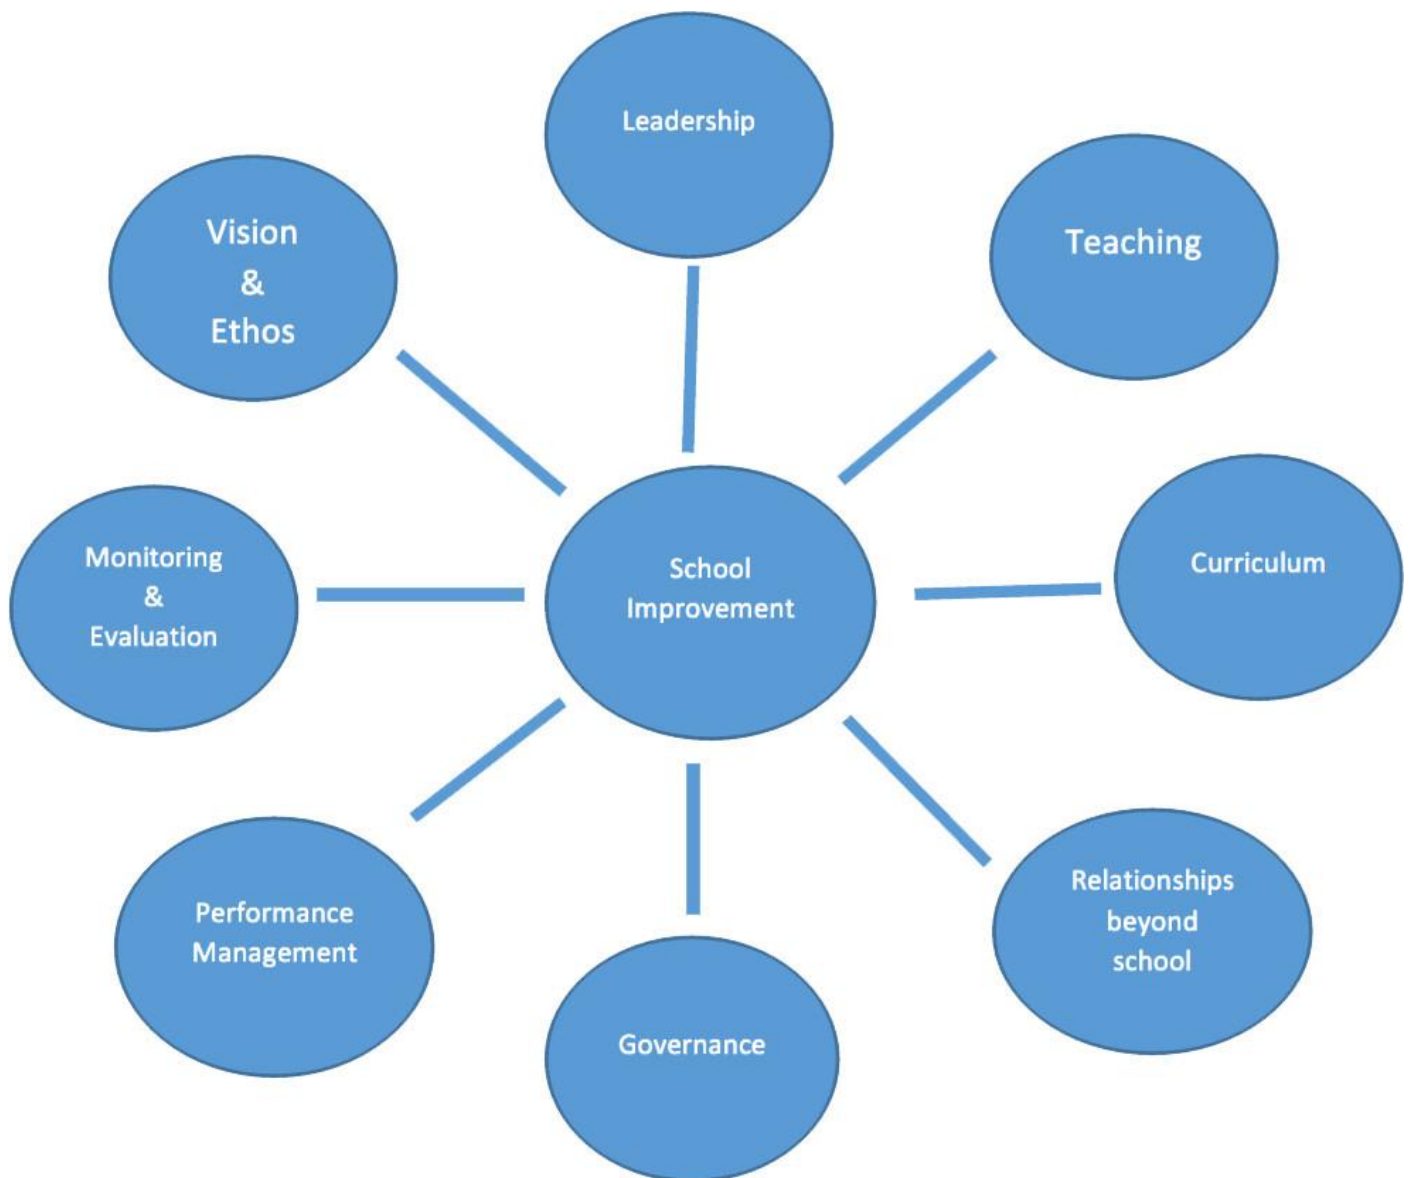 Leadership
Vision
&
Ethos
Teaching
Monitoring
&
Evaluation
School
Improvement
Curriculum
Performance
Management
Relationships
beyond
school
Governance